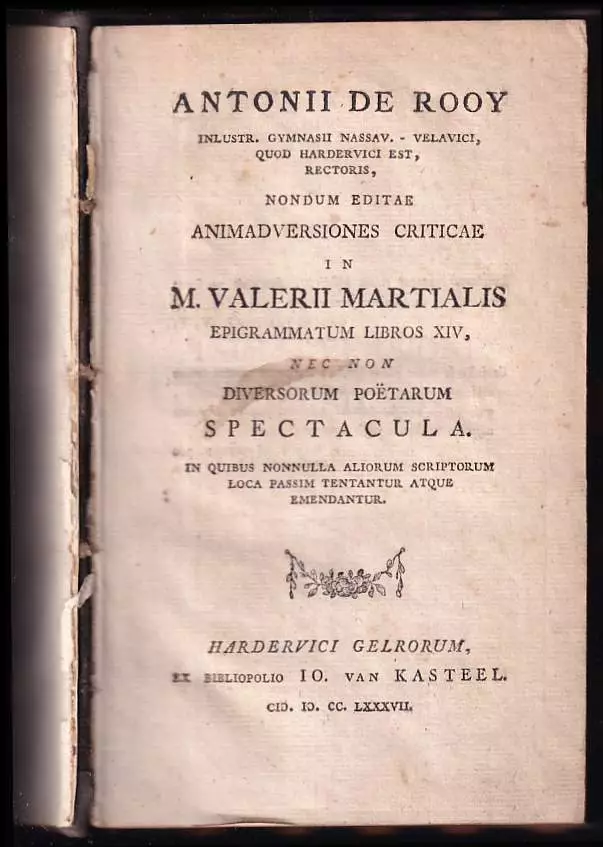 ANTONII DE ROOY
INLUSTR. GYMNASII NASSAV. - VELAVICI,
QUOD HARDERVICI EST,
RECTORIS,
NONDUM EDITAE
ANIMADVERSIONES CRITICAE
IN
M. VALERII MARTIALIS
EPIGRAMMATUM LIBROS XIV,
NEC NON
DIVERSORUM POËTARUM
SPECTACULA.
IN QUIBUS NONNULLA ALIORUM SCRIPTORUM
LOCA PASSIM TENTANTUR ATQUE
EMENDANTUR.
HARDERVICI GELRORUM,
EX BIBLIOPOLIO IO. VAN KASTEEL.
CIↃ. IↃ. CC. LXXXVII.